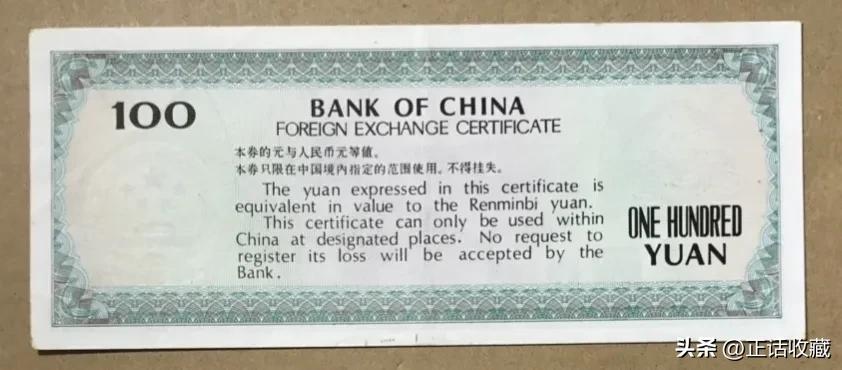 100
BANK OF CHINA
FOREIGN EXCHANGE CERTIFICATE
本券的元与人民币元等值。
本券只限在中国境内指定的范围使用。不得挂失。
The yuan expressed in this certificate is
equivalent in value to the Renminbi yuan.
This certificate can only be used within
China at designated places. No request to
register its loss will be accepted by the
Bank.
ONE HUNDRED
YUAN
头条 @正话收藏